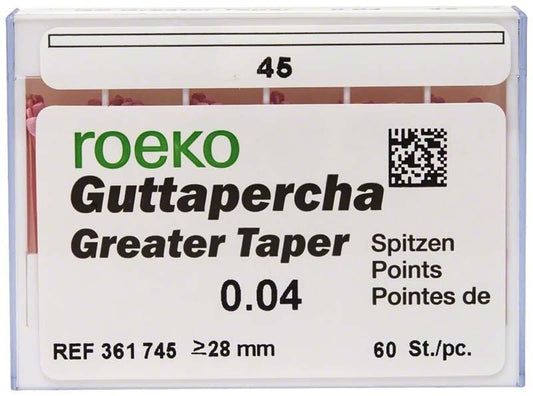 45
roeko
Guttapercha
Greater Taper
Spitzen
Points
Pointes de
0.04
REF 361 745 ≥28 mm 60 St./pc.